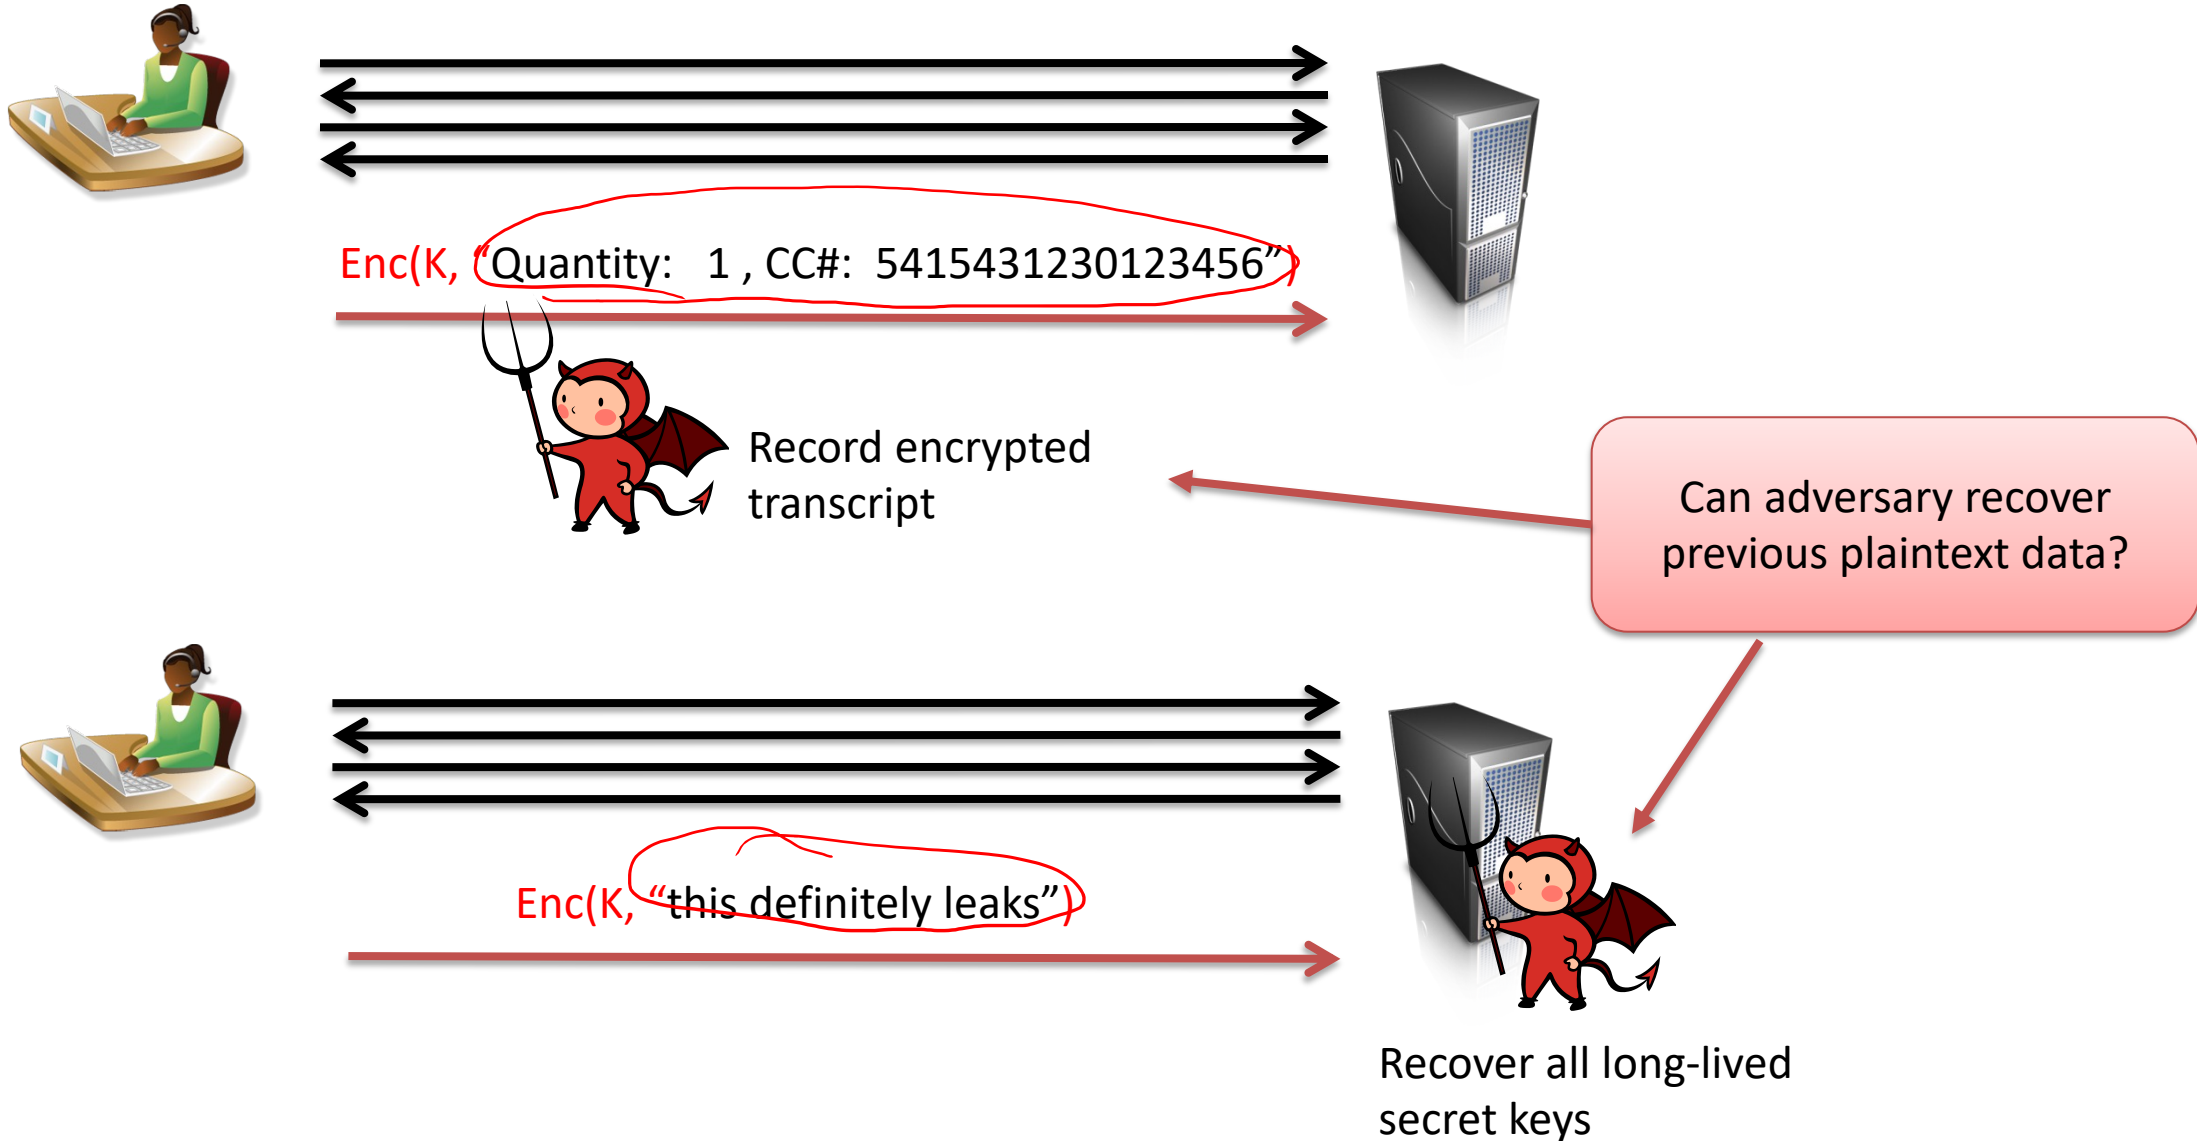 Enc(K, “Quantity: 1 , CC#: 5415431230123456”)
Record encrypted
transcript
Can adversary recover
previous plaintext data?
Enc(K, “this definitely leaks”)
Recover all long-lived
secret keys